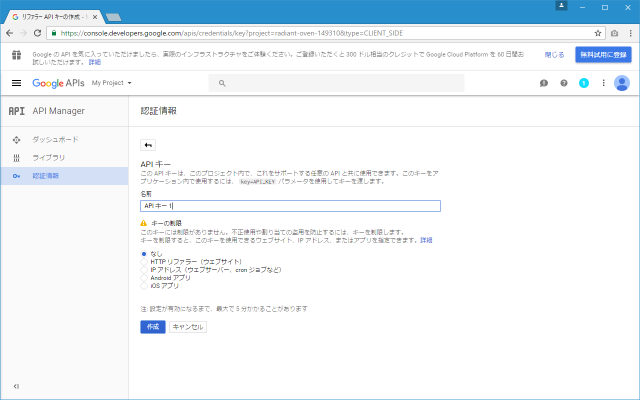 リファラー API キーの作成 -
https://console.developers.google.com/apis/credentials/key?project=radiant-oven-149310&type=CLIENT_SIDE
Google の API を気に入っていただけましたら、実際のインフラストラクチャをご体験ください。ご登録いただくと 300 ドル相当のクレジットで Google Cloud Platform を 60 日間お
試しいただけます。 詳細
閉じる
無料試用に登録
Google APIs
My Project
1
API API Manager
認証情報
ダッシュボード
ライブラリ
認証情報
API キー
この API キーは、このプロジェクト内で、これをサポートする任意の API と共に使用できます。このキーをア
プリケーション内で使用するには、 key=API_KEY パラメータを使用してキーを渡します。
名前
API キー 1
キーの制限
このキーには制限がありません。不正使用や割り当ての盗用を防止するには、キーを制限します。
キーを制限すると、このキーを使用できるウェブサイト、IP アドレス、またはアプリを指定できます。詳細
なし
HTTP リファラー（ウェブサイト）
IP アドレス（ウェブサーバー、cron ジョブなど）
Android アプリ
iOS アプリ
注: 設定が有効になるまで、最大で 5 分かかることがあります
作成
キャンセル